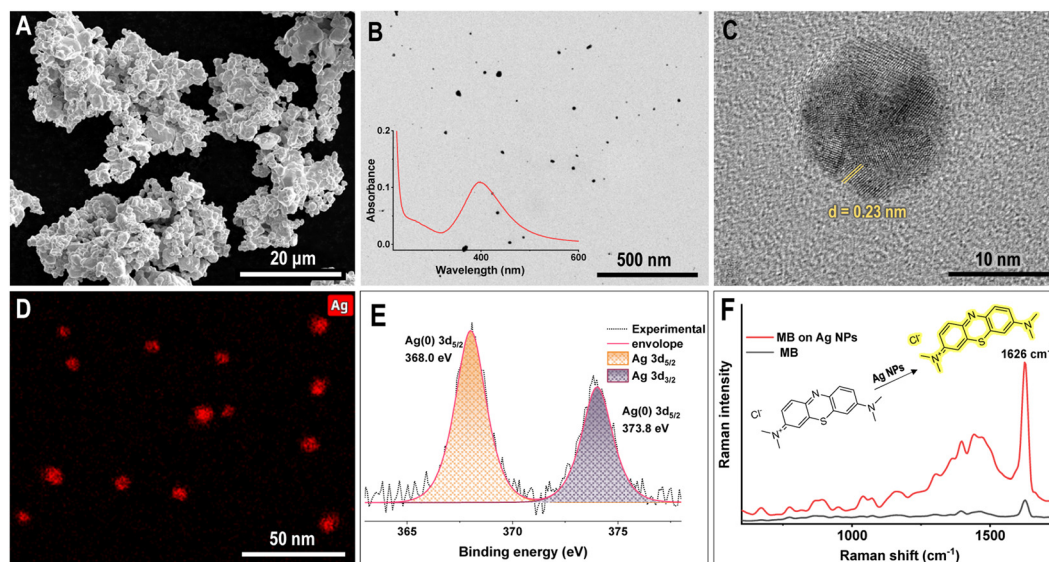 A
20 μm
B
Absorbance
0.2
0.1
0.0
400
600
Wavelength (nm)
500 nm
C
d = 0.23 nm
10 nm
D
Ag
50 nm
E
Ag(0) 3d5/2
368.0 eV
Experimental
envolope
Ag 3d5/2
Ag 3d3/2
Ag(0) 3d5/2
373.8 eV
365
370
375
Binding energy (eV)
F
MB on Ag NPs
MB
1626 cm-1
Cl-
N+
N
S
N
Ag NPs
Cl-
N+
N
S
N
Raman intensity
1000
1500
Raman shift (cm-1)